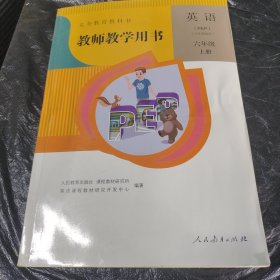 义务教育教科书
教师教学用书
英语
(PEP)
六年级
上册
PEP
人民教育出版社 课程教材研究所
英语课程教材研究开发中心
编著
人民教育出版社